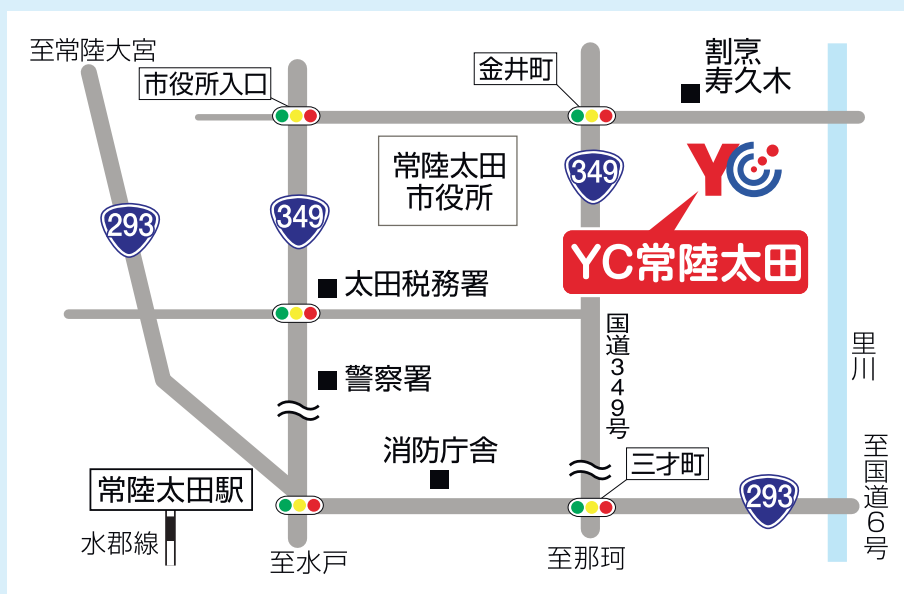 至常陸大宮
市役所入口
金井町
割烹
寿久木
常陸太田
市役所
349
349
293
YC
YC常陸太田
太田税務署
国道349号
里川
警察署
消防庁舎
三才町
至国道6号
常陸太田駅
293
水郡線
至水戸
至那珂